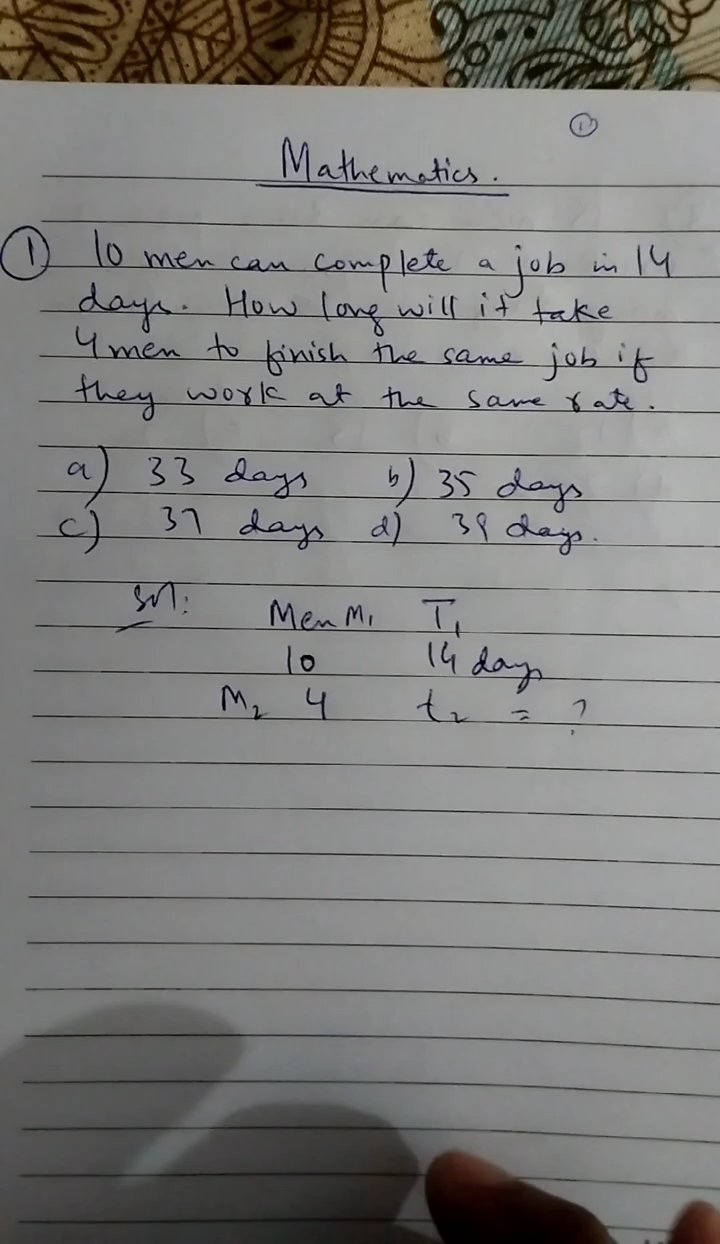 1
Mathematics.
1 10 men can complete a job in 14
days. How long will it take
4 men to finish the same job if
they work at the same rate.
a) 33 days b) 35 days
c) 37 days d) 39 days.
Sol:
Men M1 T1
10 14 days
M2 4 t2 = ?